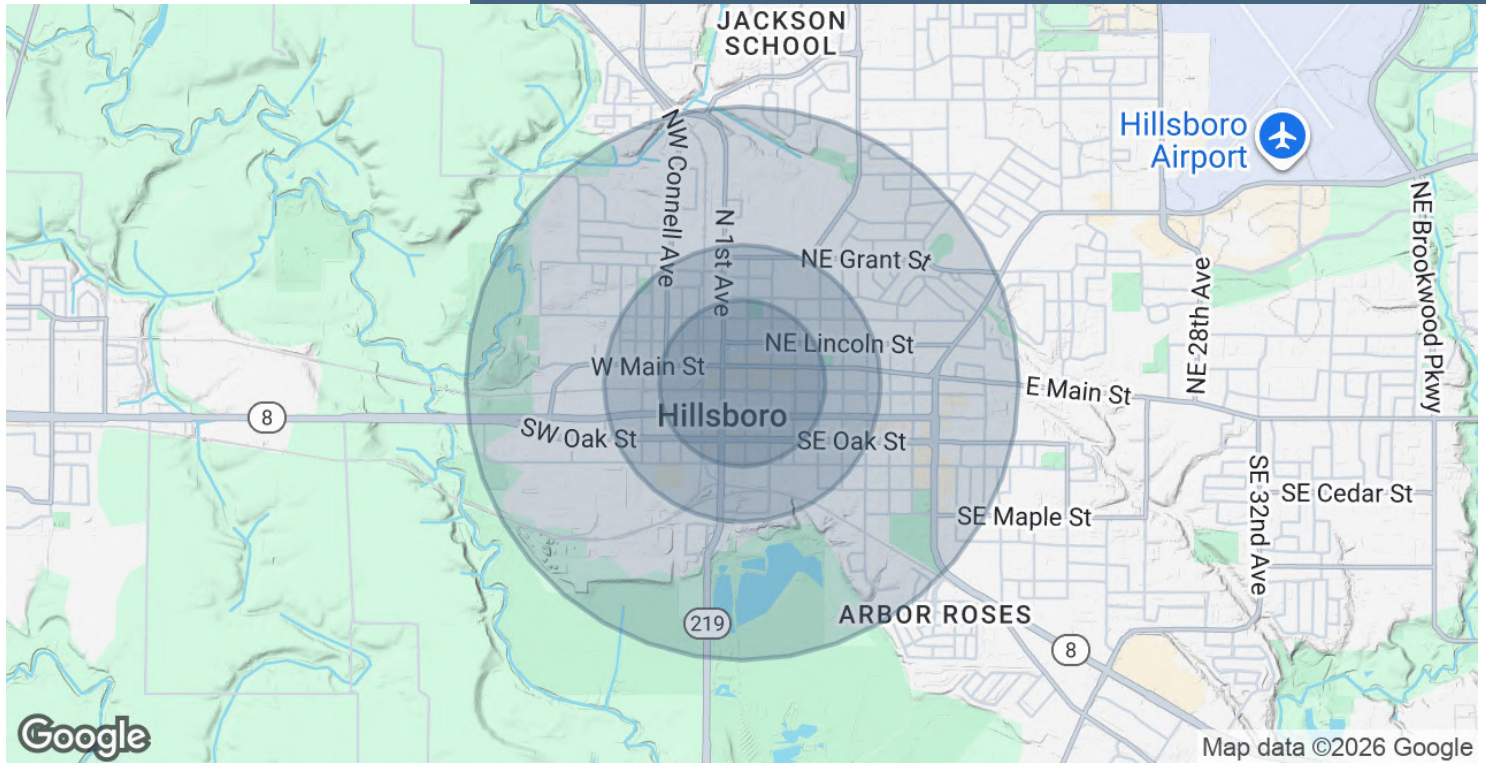 JACKSON
SCHOOL
Hillsboro
Airport
NW Connell Ave
N 1st Ave
NE Grant St
NE Brookwood Pkwy
NE 28th Ave
NE Lincoln St
W Main St
E Main St
8
Hillsboro
SW Oak St
SE Oak St
SE Cedar St
SE 32nd Ave
SE Maple St
219
ARBOR ROSES
8
Google
Map data ©2026 Google